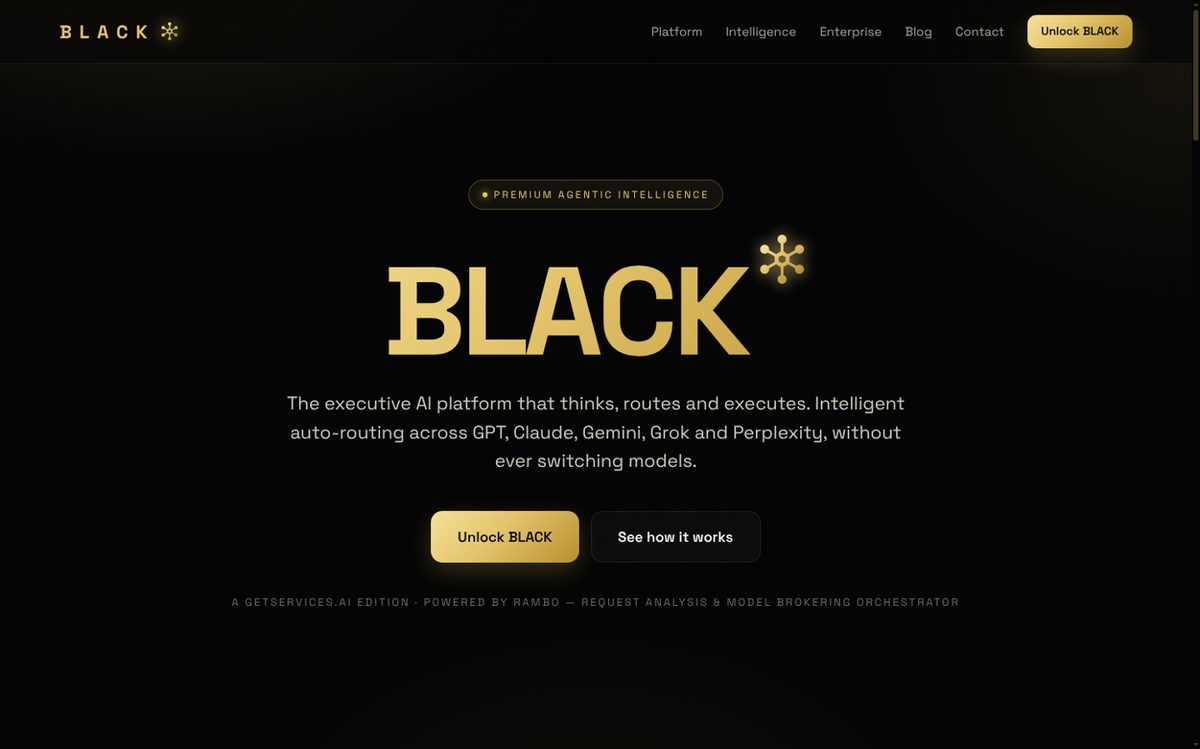 BLACK
Platform
Intelligence
Enterprise
Blog
Contact
Unlock BLACK
PREMIUM AGENTIC INTELLIGENCE
BLACK
The executive AI platform that thinks, routes and executes. Intelligent
auto-routing across GPT, Claude, Gemini, Grok and Perplexity, without
ever switching models.
Unlock BLACK
See how it works
A GETSERVICES.AI EDITION · POWERED BY RAMBO — REQUEST ANALYSIS & MODEL BROKERING ORCHESTRATOR